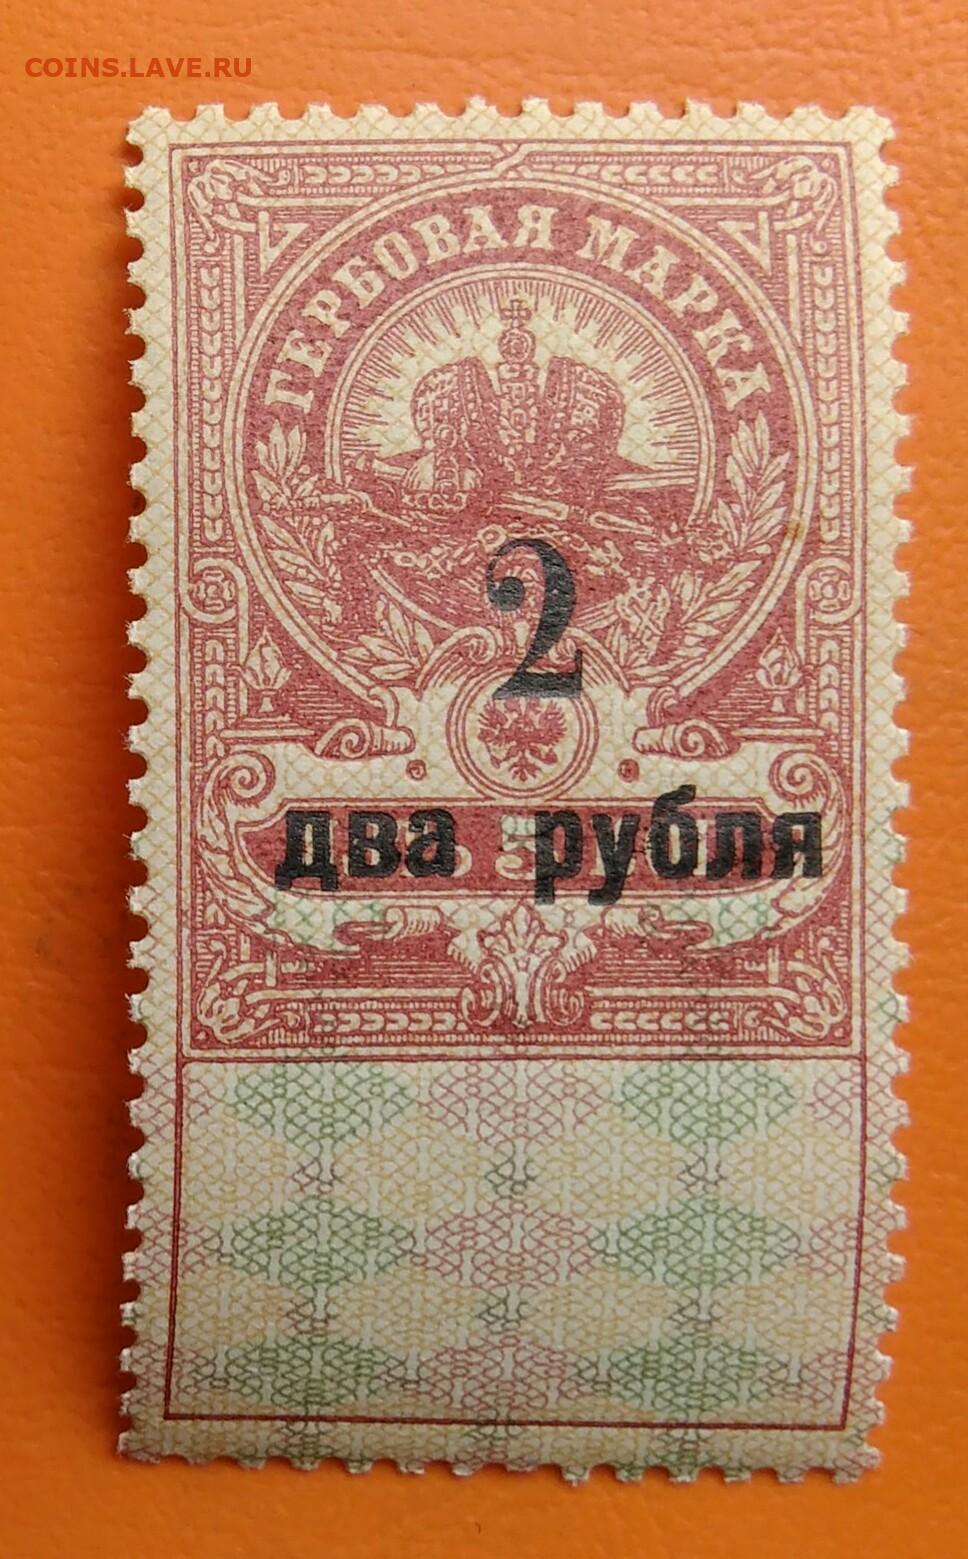 COINS.LAVE.RU
ГЕРБОВАЯ МАРКА
2
два рубля